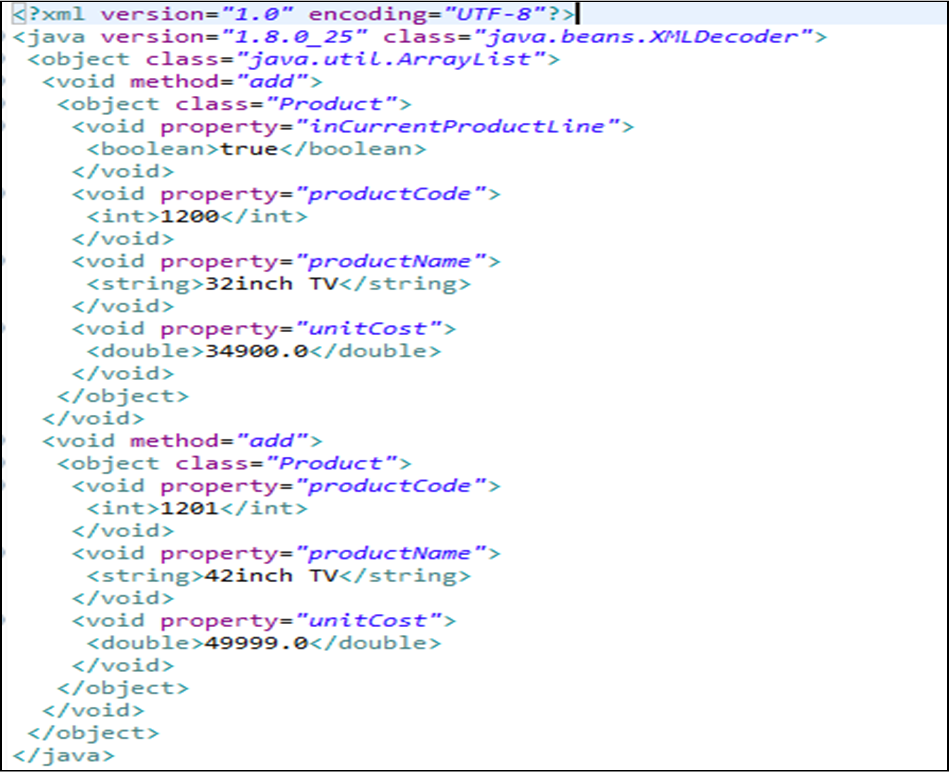 <?xml version="1.0" encoding="UTF-8"?>
<java version="1.8.0_25" class="java.beans.XMLDecoder">
<object class="java.util.ArrayList">
<void method="add">
<object class="Product">
<void property="inCurrentProductLine">
<boolean>true</boolean>
</void>
<void property="productCode">
<int>1200</int>
</void>
<void property="productName">
<string>32inch TV</string>
</void>
<void property="unitCost">
<double>34900.0</double>
</void>
</object>
</void>
<void method="add">
<object class="Product">
<void property="productCode">
<int>1201</int>
</void>
<void property="productName">
<string>42inch TV</string>
</void>
<void property="unitCost">
<double>49999.0</double>
</void>
</object>
</void>
</object>
</java>